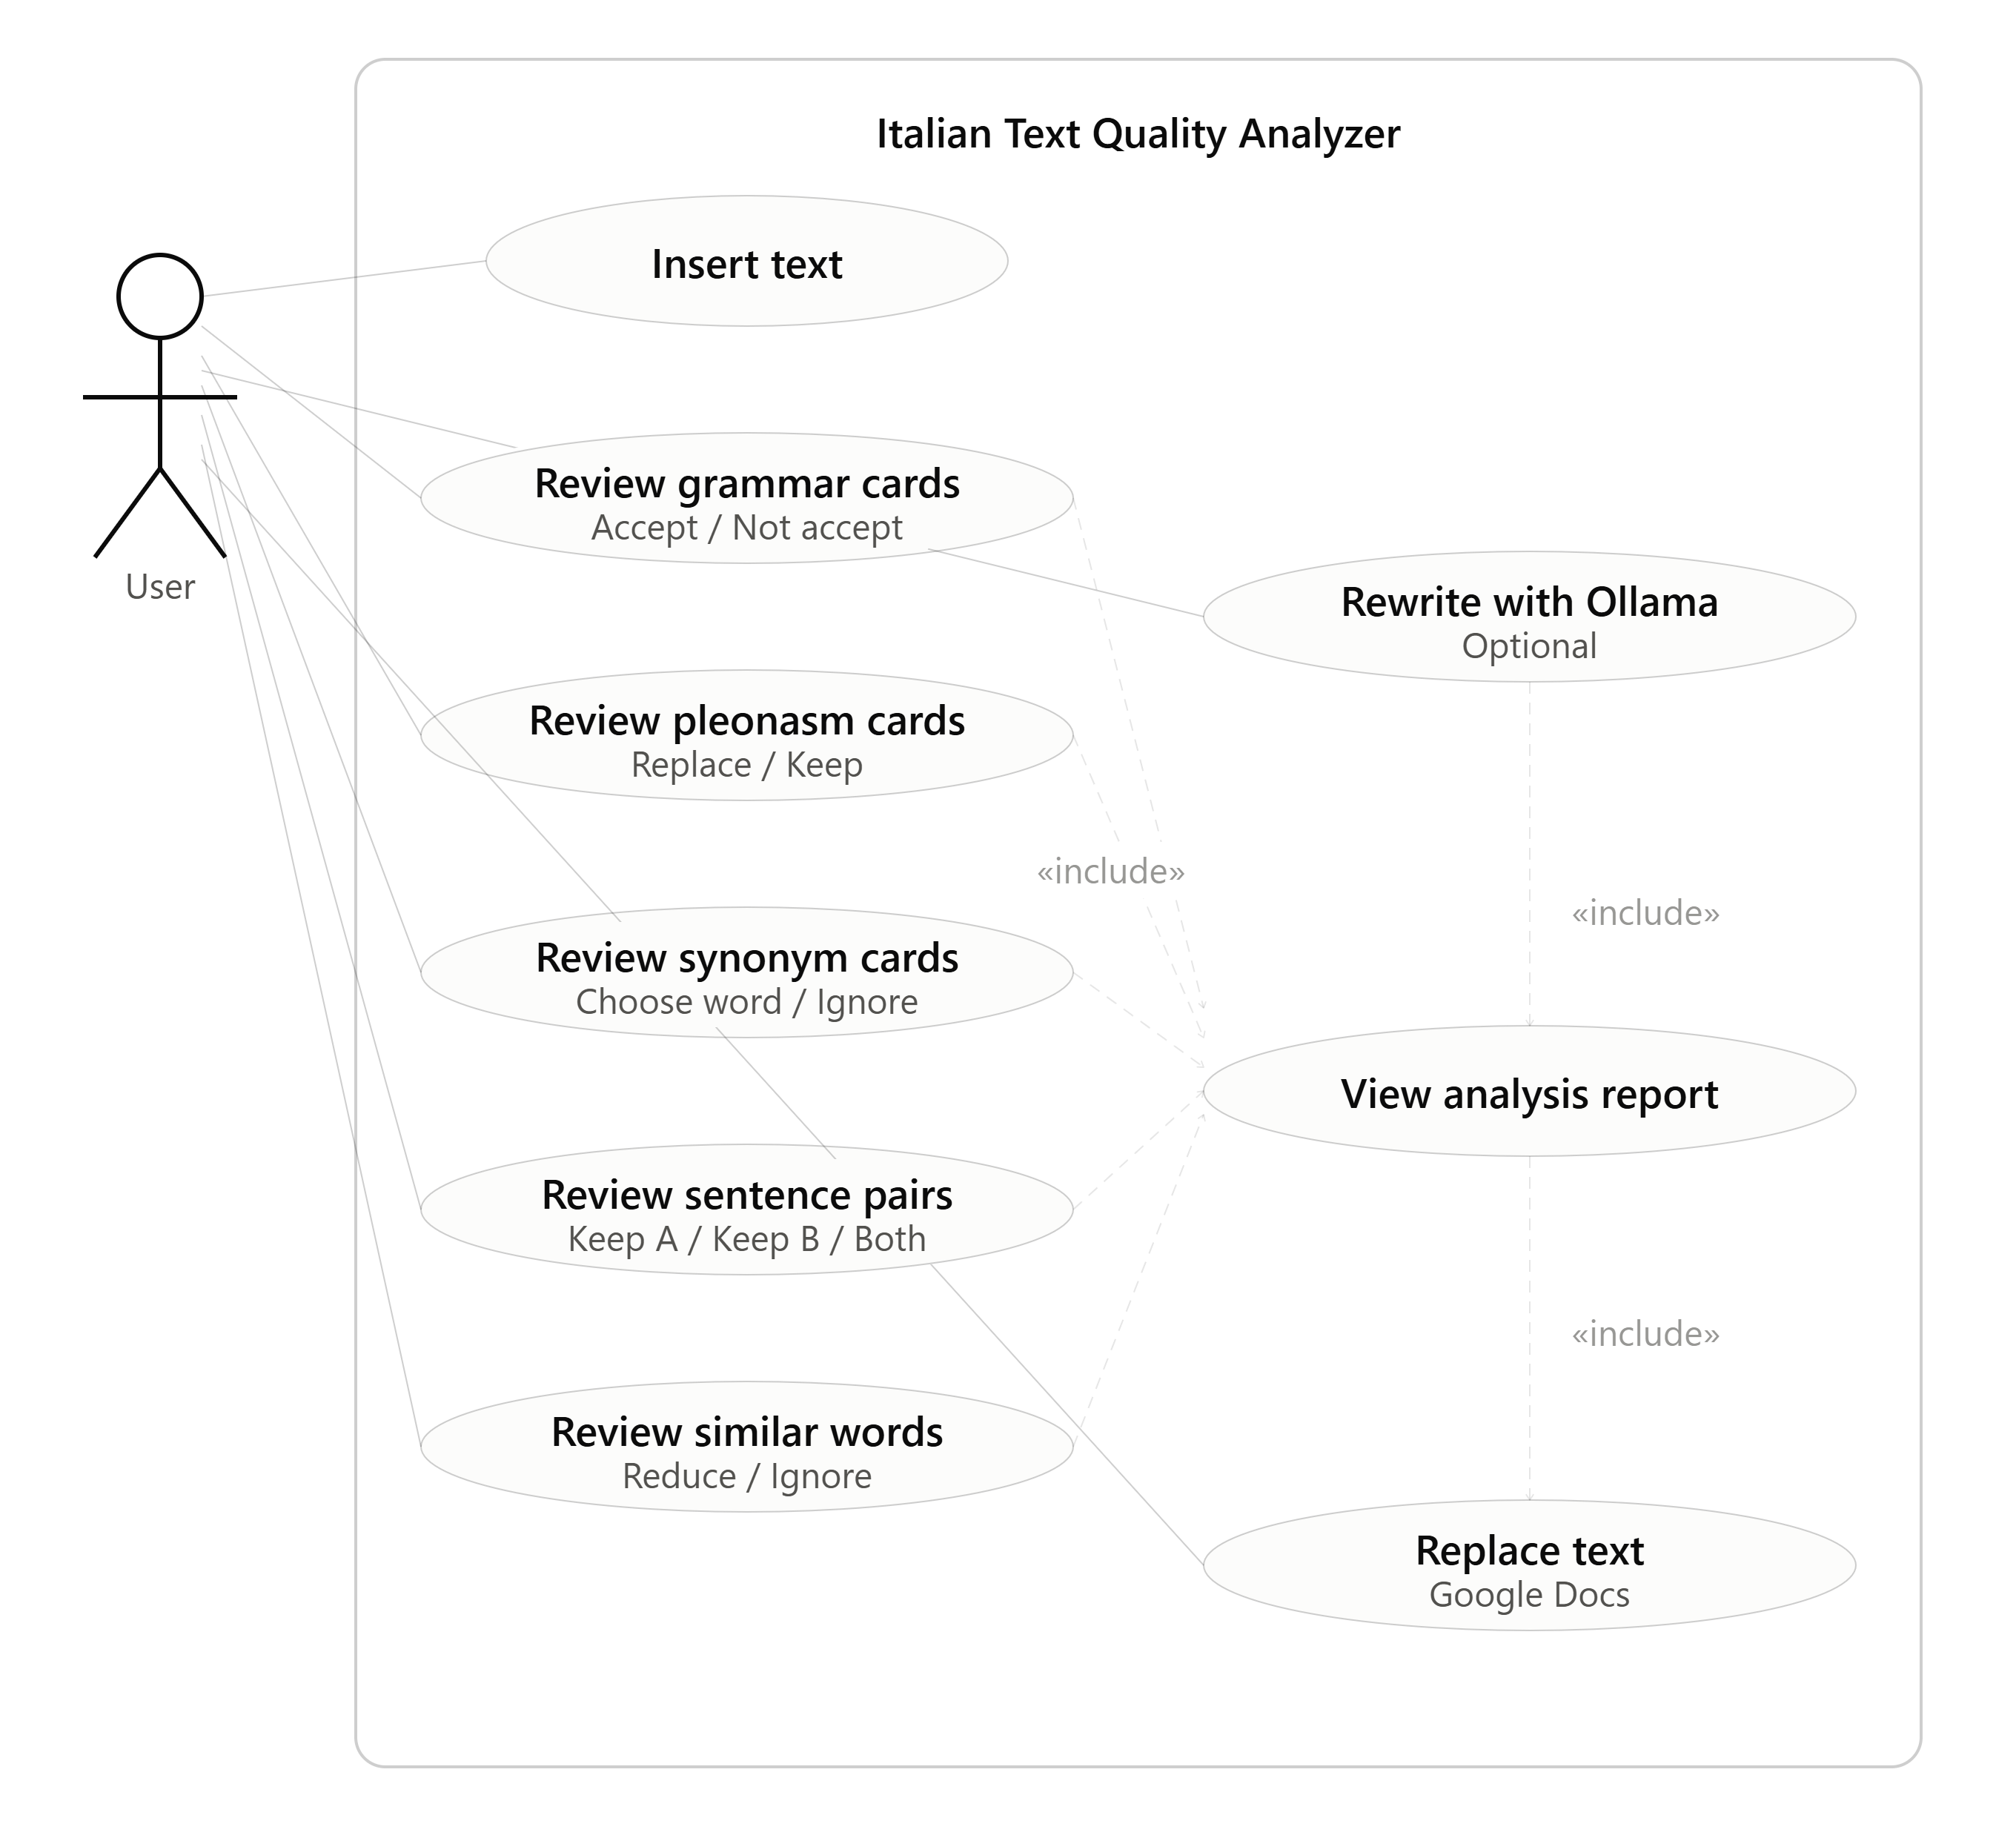 Italian Text Quality Analyzer
Insert text
Review grammar cards
Accept / Not accept
User
Rewrite with Ollama
Optional
Review pleonasm cards
Replace / Keep
«include»
«include»
Review synonym cards
Choose word / Ignore
View analysis report
Review sentence pairs
Keep A / Keep B / Both
«include»
Review similar words
Reduce / Ignore
Replace text
Google Docs